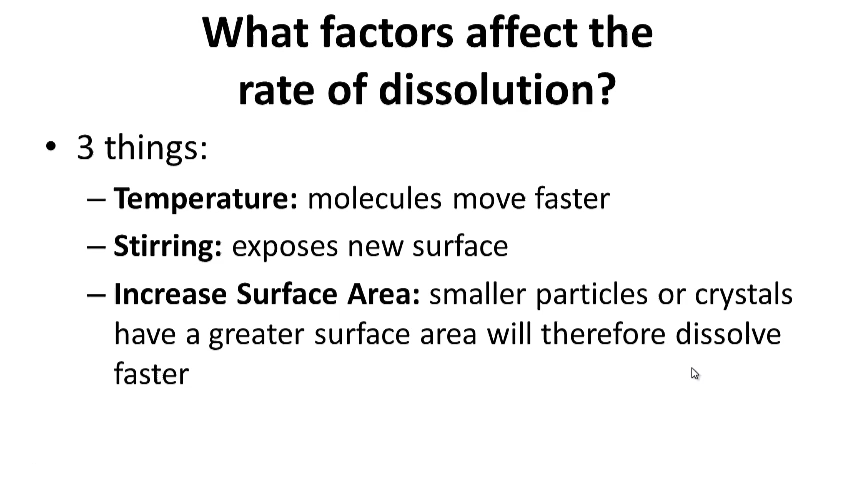 What factors affect the
rate of dissolution?
• 3 things:
– Temperature: molecules move faster
– Stirring: exposes new surface
– Increase Surface Area: smaller particles or crystals
have a greater surface area will therefore dissolve
faster